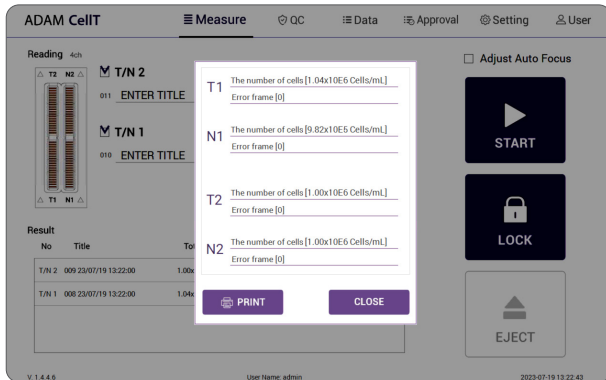 ADAM CellT
Measure
QC
Data
Approval
Setting
User
Reading 4ch
T2 N2
T/N 2
011 ENTER TITLE
T/N 1
010 ENTER TITLE
T1 N1
Adjust Auto Focus
START
LOCK
EJECT
T1
The number of cells [1.04x10E6 Cells/mL]
Error frame [0]
N1
The number of cells [9.82x10E5 Cells/mL]
Error frame [0]
T2
The number of cells [1.00x10E6 Cells/mL]
Error frame [0]
N2
The number of cells [1.00x10E6 Cells/mL]
Error frame [0]
PRINT
CLOSE
Result
No Title
T/N 2 009 23/07/19 13:22:00 1.00x
T/N 1 008 23/07/19 13:22:00 1.04x
V. 1.4.4.6
User Name: admin
2023-07-19 13:22:43